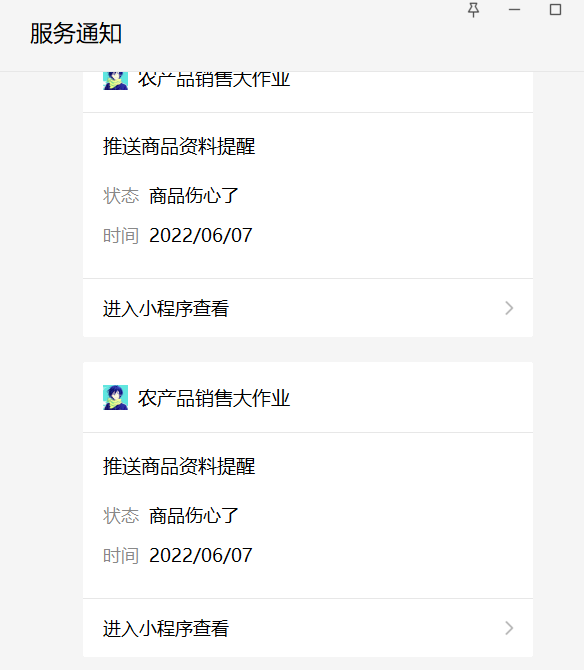 服务通知
农产品销售大作业
推送商品资料提醒
状态 商品伤心了
时间 2022/06/07
进入小程序查看
农产品销售大作业
推送商品资料提醒
状态 商品伤心了
时间 2022/06/07
进入小程序查看